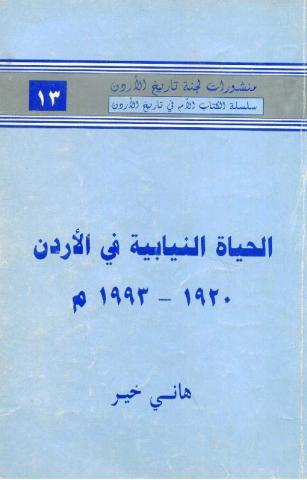 منشورات لجنة تاريخ الأردن
سلسلة الكتاب الأم في تاريخ الأردن
١٣
الحياة النيابية في الأردن
١٩٢٠ - ١٩٩٣ م
هاني خير